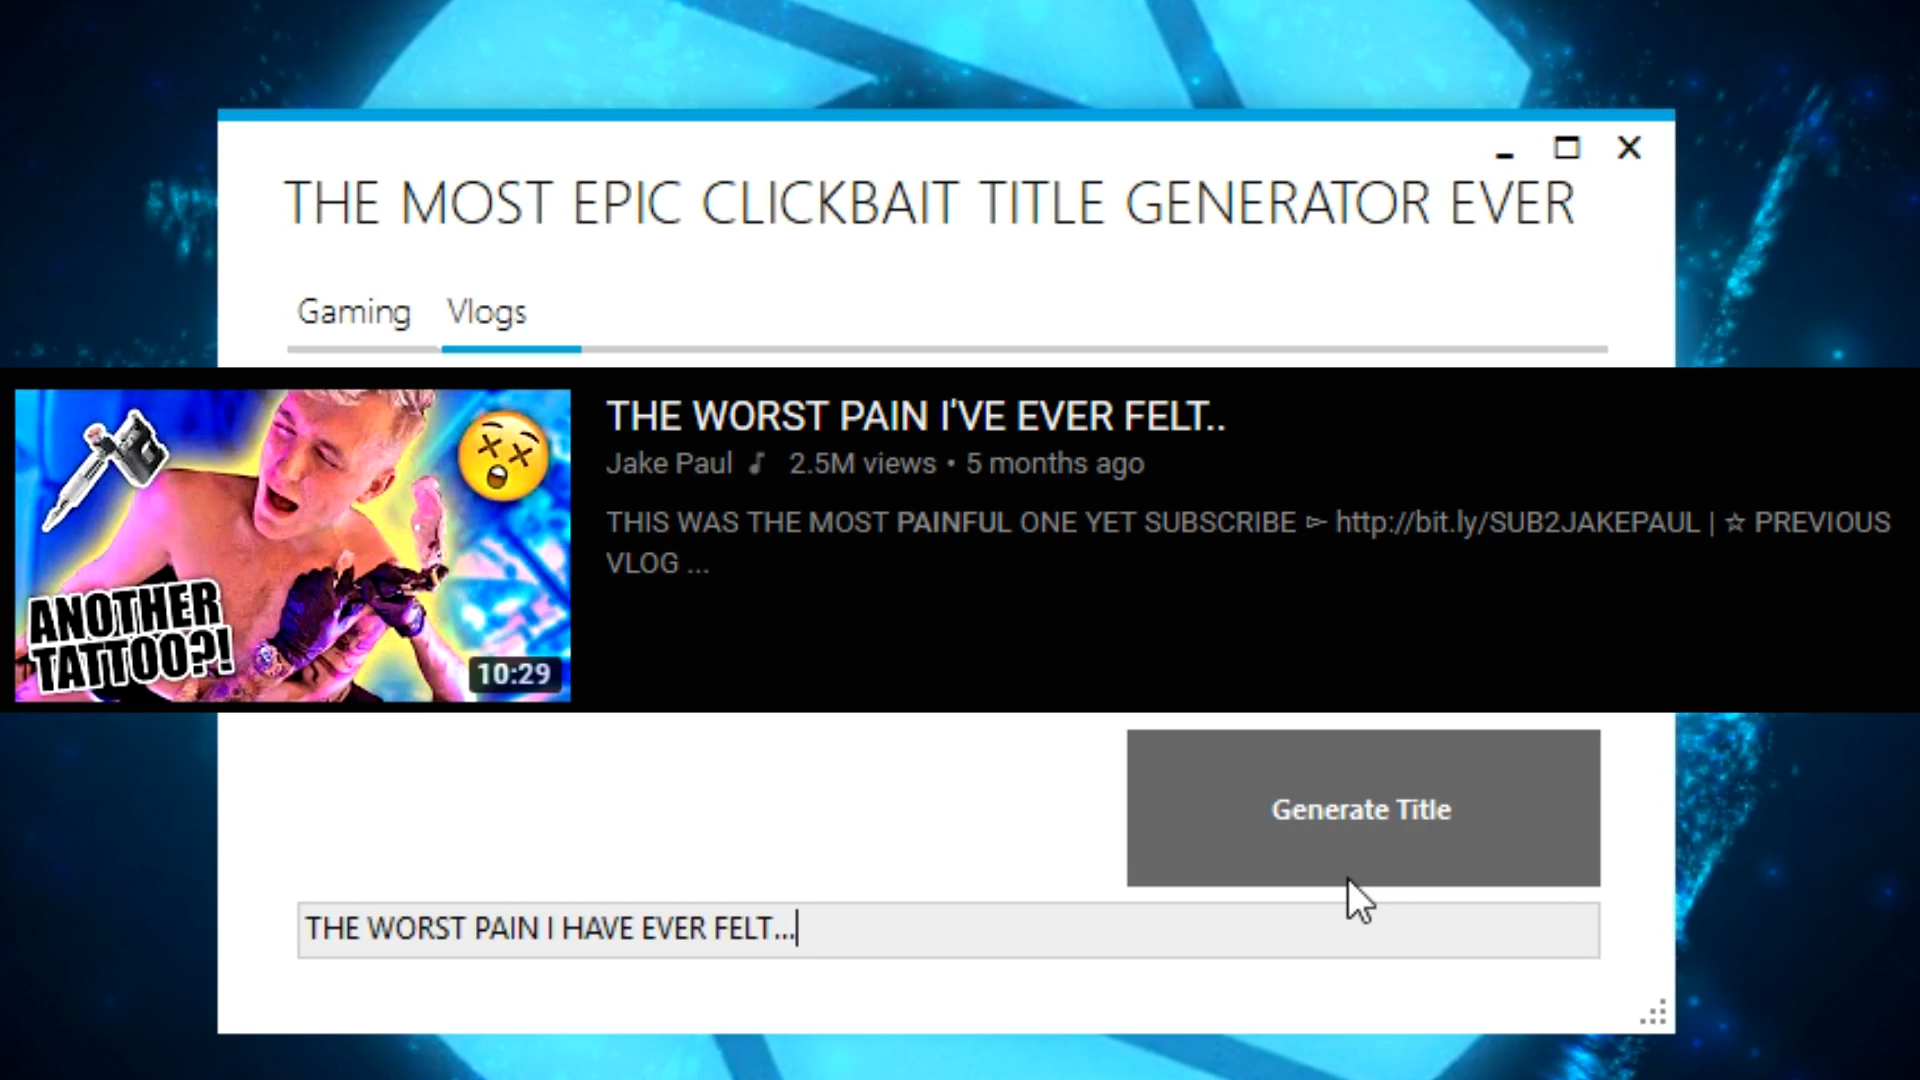 THE MOST EPIC CLICKBAIT TITLE GENERATOR EVER
Gaming Vlogs
THE WORST PAIN I'VE EVER FELT..
Jake Paul ♪ 2.5M views • 5 months ago
THIS WAS THE MOST PAINFUL ONE YET SUBSCRIBE ▻ http://bit.ly/SUB2JAKEPAUL | ☆ PREVIOUS
VLOG ...
ANOTHER
TATTOO?!
10:29
Generate Title
THE WORST PAIN I HAVE EVER FELT...